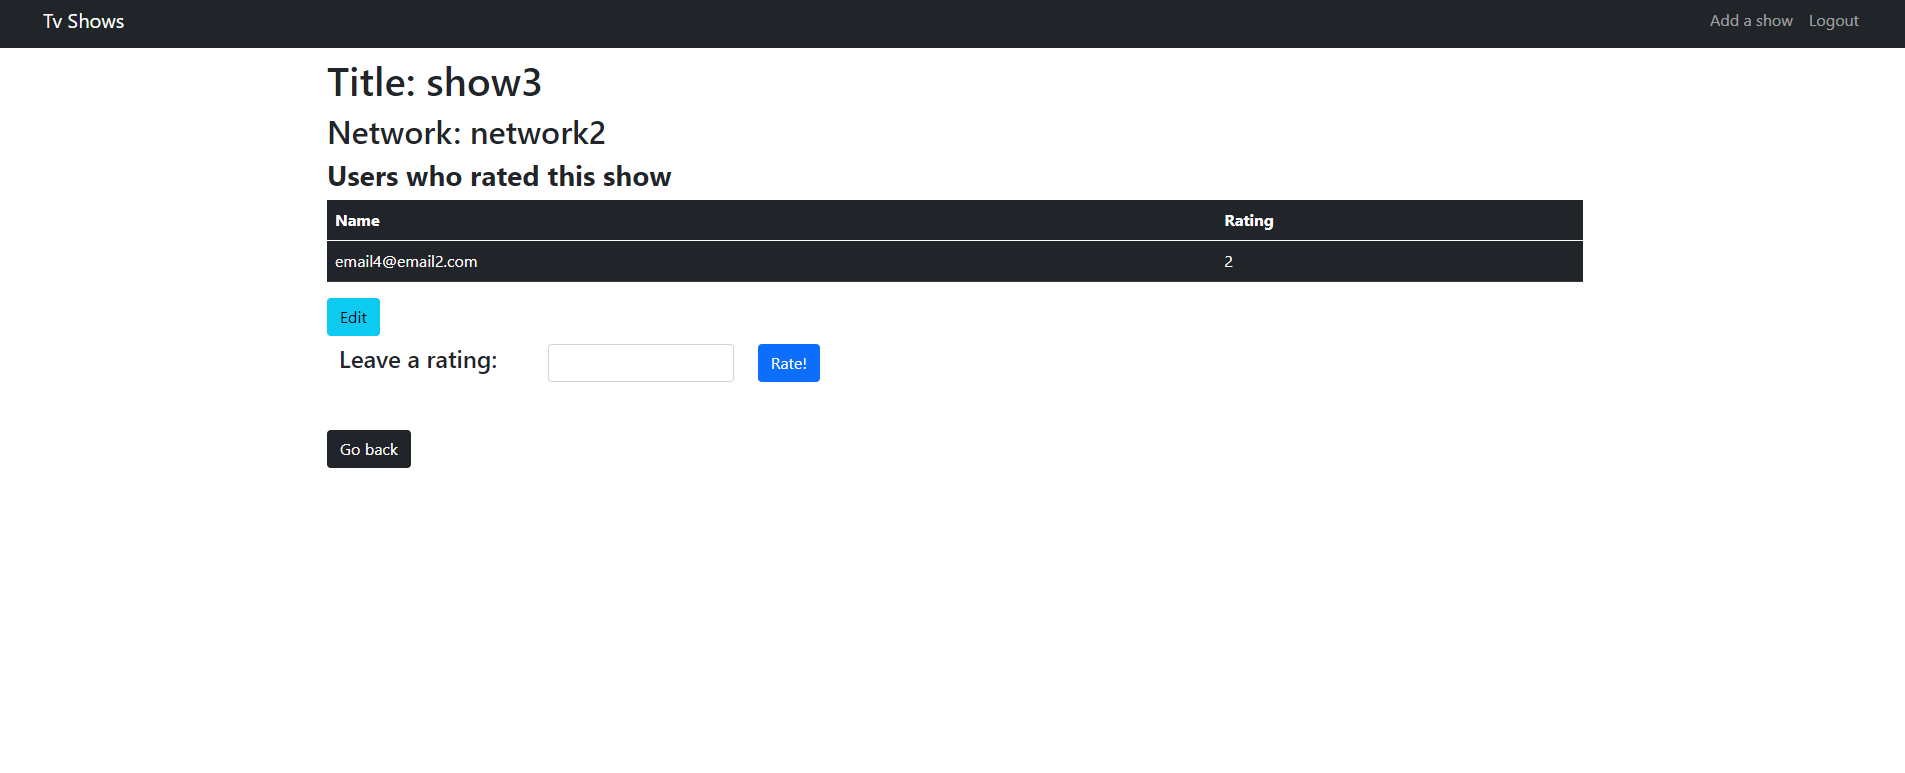 Tv Shows Add a show Logout
Title: show3
Network: network2
Users who rated this show
Name Rating
email4@email2.com 2
Edit
Leave a rating: Rate!
Go back